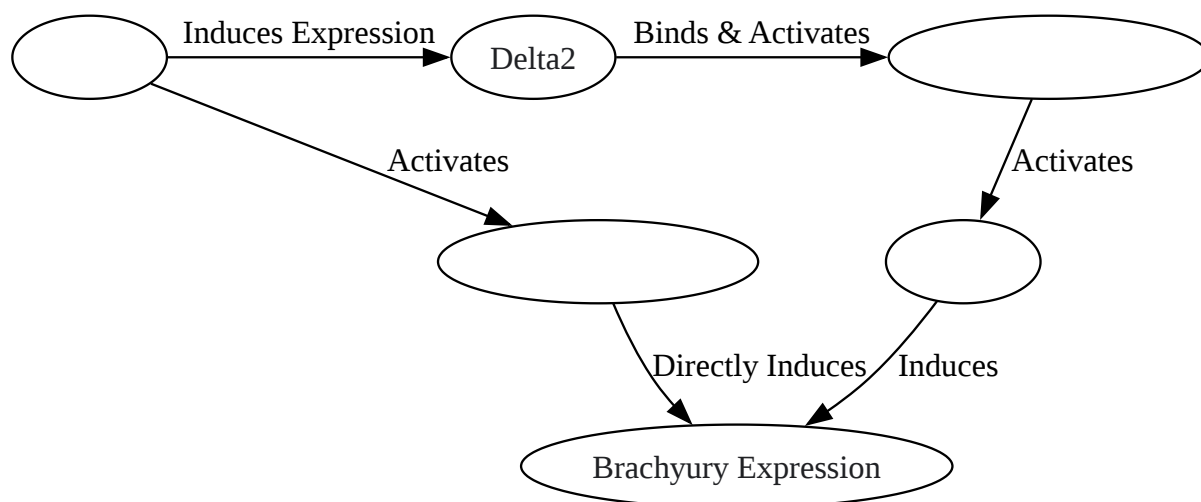 Induces Expression
Delta2
Binds & Activates
Activates
Activates
Directly Induces
Induces
Brachyury Expression